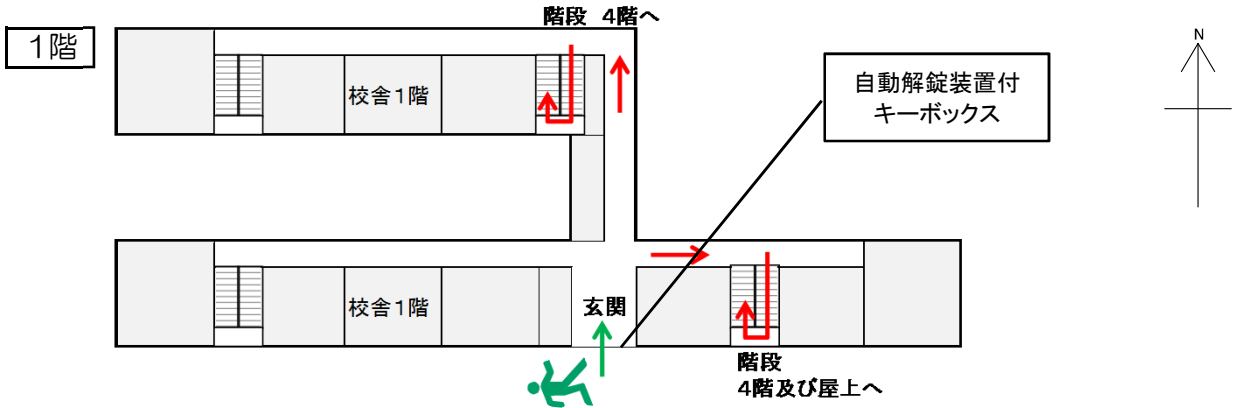 階段 4階へ
1階
N
自動解錠装置付
キーボックス
校舎1階
校舎1階
玄関
階段
4階及び屋上へ